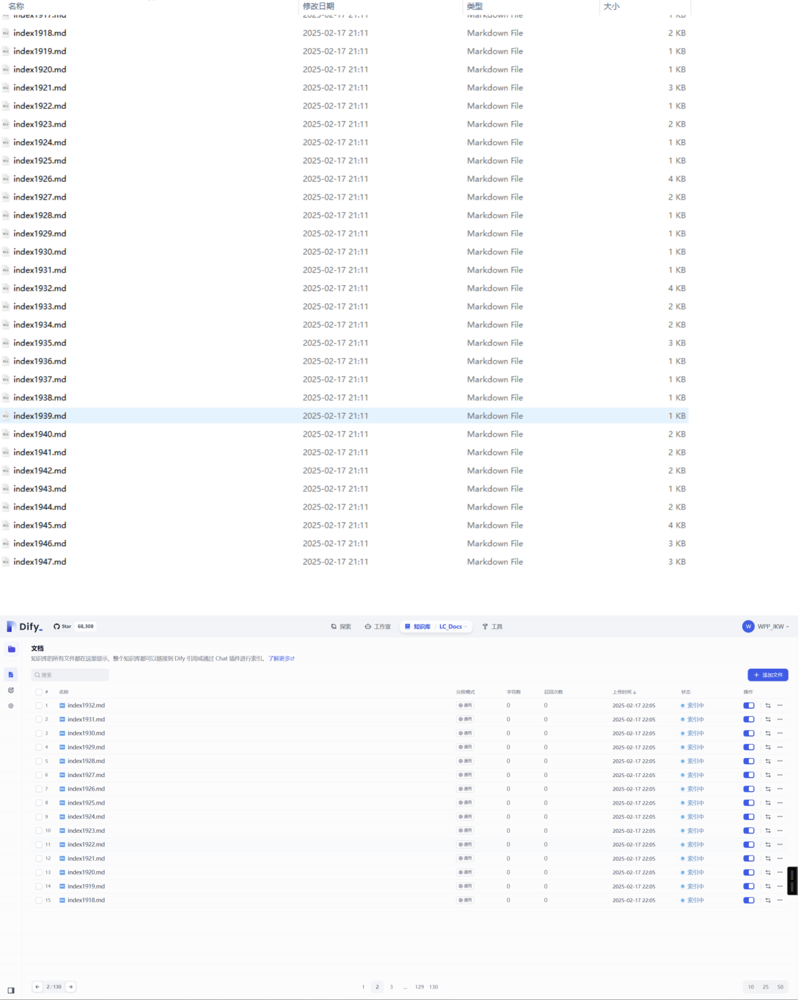 名称 修改日期 类型 大小
index1917.md 2025-02-17 21:11 Markdown File 1 KB
index1918.md 2025-02-17 21:11 Markdown File 2 KB
index1919.md 2025-02-17 21:11 Markdown File 1 KB
index1920.md 2025-02-17 21:11 Markdown File 1 KB
index1921.md 2025-02-17 21:11 Markdown File 3 KB
index1922.md 2025-02-17 21:11 Markdown File 1 KB
index1923.md 2025-02-17 21:11 Markdown File 2 KB
index1924.md 2025-02-17 21:11 Markdown File 1 KB
index1925.md 2025-02-17 21:11 Markdown File 1 KB
index1926.md 2025-02-17 21:11 Markdown File 4 KB
index1927.md 2025-02-17 21:11 Markdown File 2 KB
index1928.md 2025-02-17 21:11 Markdown File 1 KB
index1929.md 2025-02-17 21:11 Markdown File 1 KB
index1930.md 2025-02-17 21:11 Markdown File 1 KB
index1931.md 2025-02-17 21:11 Markdown File 1 KB
index1932.md 2025-02-17 21:11 Markdown File 4 KB
index1933.md 2025-02-17 21:11 Markdown File 2 KB
index1934.md 2025-02-17 21:11 Markdown File 2 KB
index1935.md 2025-02-17 21:11 Markdown File 3 KB
index1936.md 2025-02-17 21:11 Markdown File 1 KB
index1937.md 2025-02-17 21:11 Markdown File 1 KB
index1938.md 2025-02-17 21:11 Markdown File 1 KB
index1939.md 2025-02-17 21:11 Markdown File 1 KB
index1940.md 2025-02-17 21:11 Markdown File 2 KB
index1941.md 2025-02-17 21:11 Markdown File 2 KB
index1942.md 2025-02-17 21:11 Markdown File 2 KB
index1943.md 2025-02-17 21:11 Markdown File 1 KB
index1944.md 2025-02-17 21:11 Markdown File 2 KB
index1945.md 2025-02-17 21:11 Markdown File 4 KB
index1946.md 2025-02-17 21:11 Markdown File 3 KB
index1947.md 2025-02-17 21:11 Markdown File 3 KB
Dify_ Star 68,308 探索 工作室 知识库 / LC_Docs 工具 W WPP_JKW
文档
知识库的所有文件都在这里显示，整个知识库都可以链接到 Dify 引用或通过 Chat 插件进行索引。 了解更多
搜索 + 添加文件
# 名称 分段模式 字符数 召回次数 上传时间 ↓ 状态 操作
1 index1932.md 通用 0 0 2025-02-17 22:05 索引中 ...
2 index1931.md 通用 0 0 2025-02-17 22:05 索引中 ...
3 index1930.md 通用 0 0 2025-02-17 22:05 索引中 ...
4 index1929.md 通用 0 0 2025-02-17 22:05 索引中 ...
5 index1928.md 通用 0 0 2025-02-17 22:05 索引中 ...
6 index1927.md 通用 0 0 2025-02-17 22:05 索引中 ...
7 index1926.md 通用 0 0 2025-02-17 22:05 索引中 ...
8 index1925.md 通用 0 0 2025-02-17 22:05 索引中 ...
9 index1924.md 通用 0 0 2025-02-17 22:05 索引中 ...
10 index1923.md 通用 0 0 2025-02-17 22:05 索引中 ...
11 index1922.md 通用 0 0 2025-02-17 22:05 索引中 ...
12 index1921.md 通用 0 0 2025-02-17 22:05 索引中 ...
13 index1920.md 通用 0 0 2025-02-17 22:05 索引中 ...
14 index1919.md 通用 0 0 2025-02-17 22:05 索引中 ...
15 index1918.md 通用 0 0 2025-02-17 22:05 索引中 ...
← 2/130 → 1 2 3 ... 129 130 10 25 50